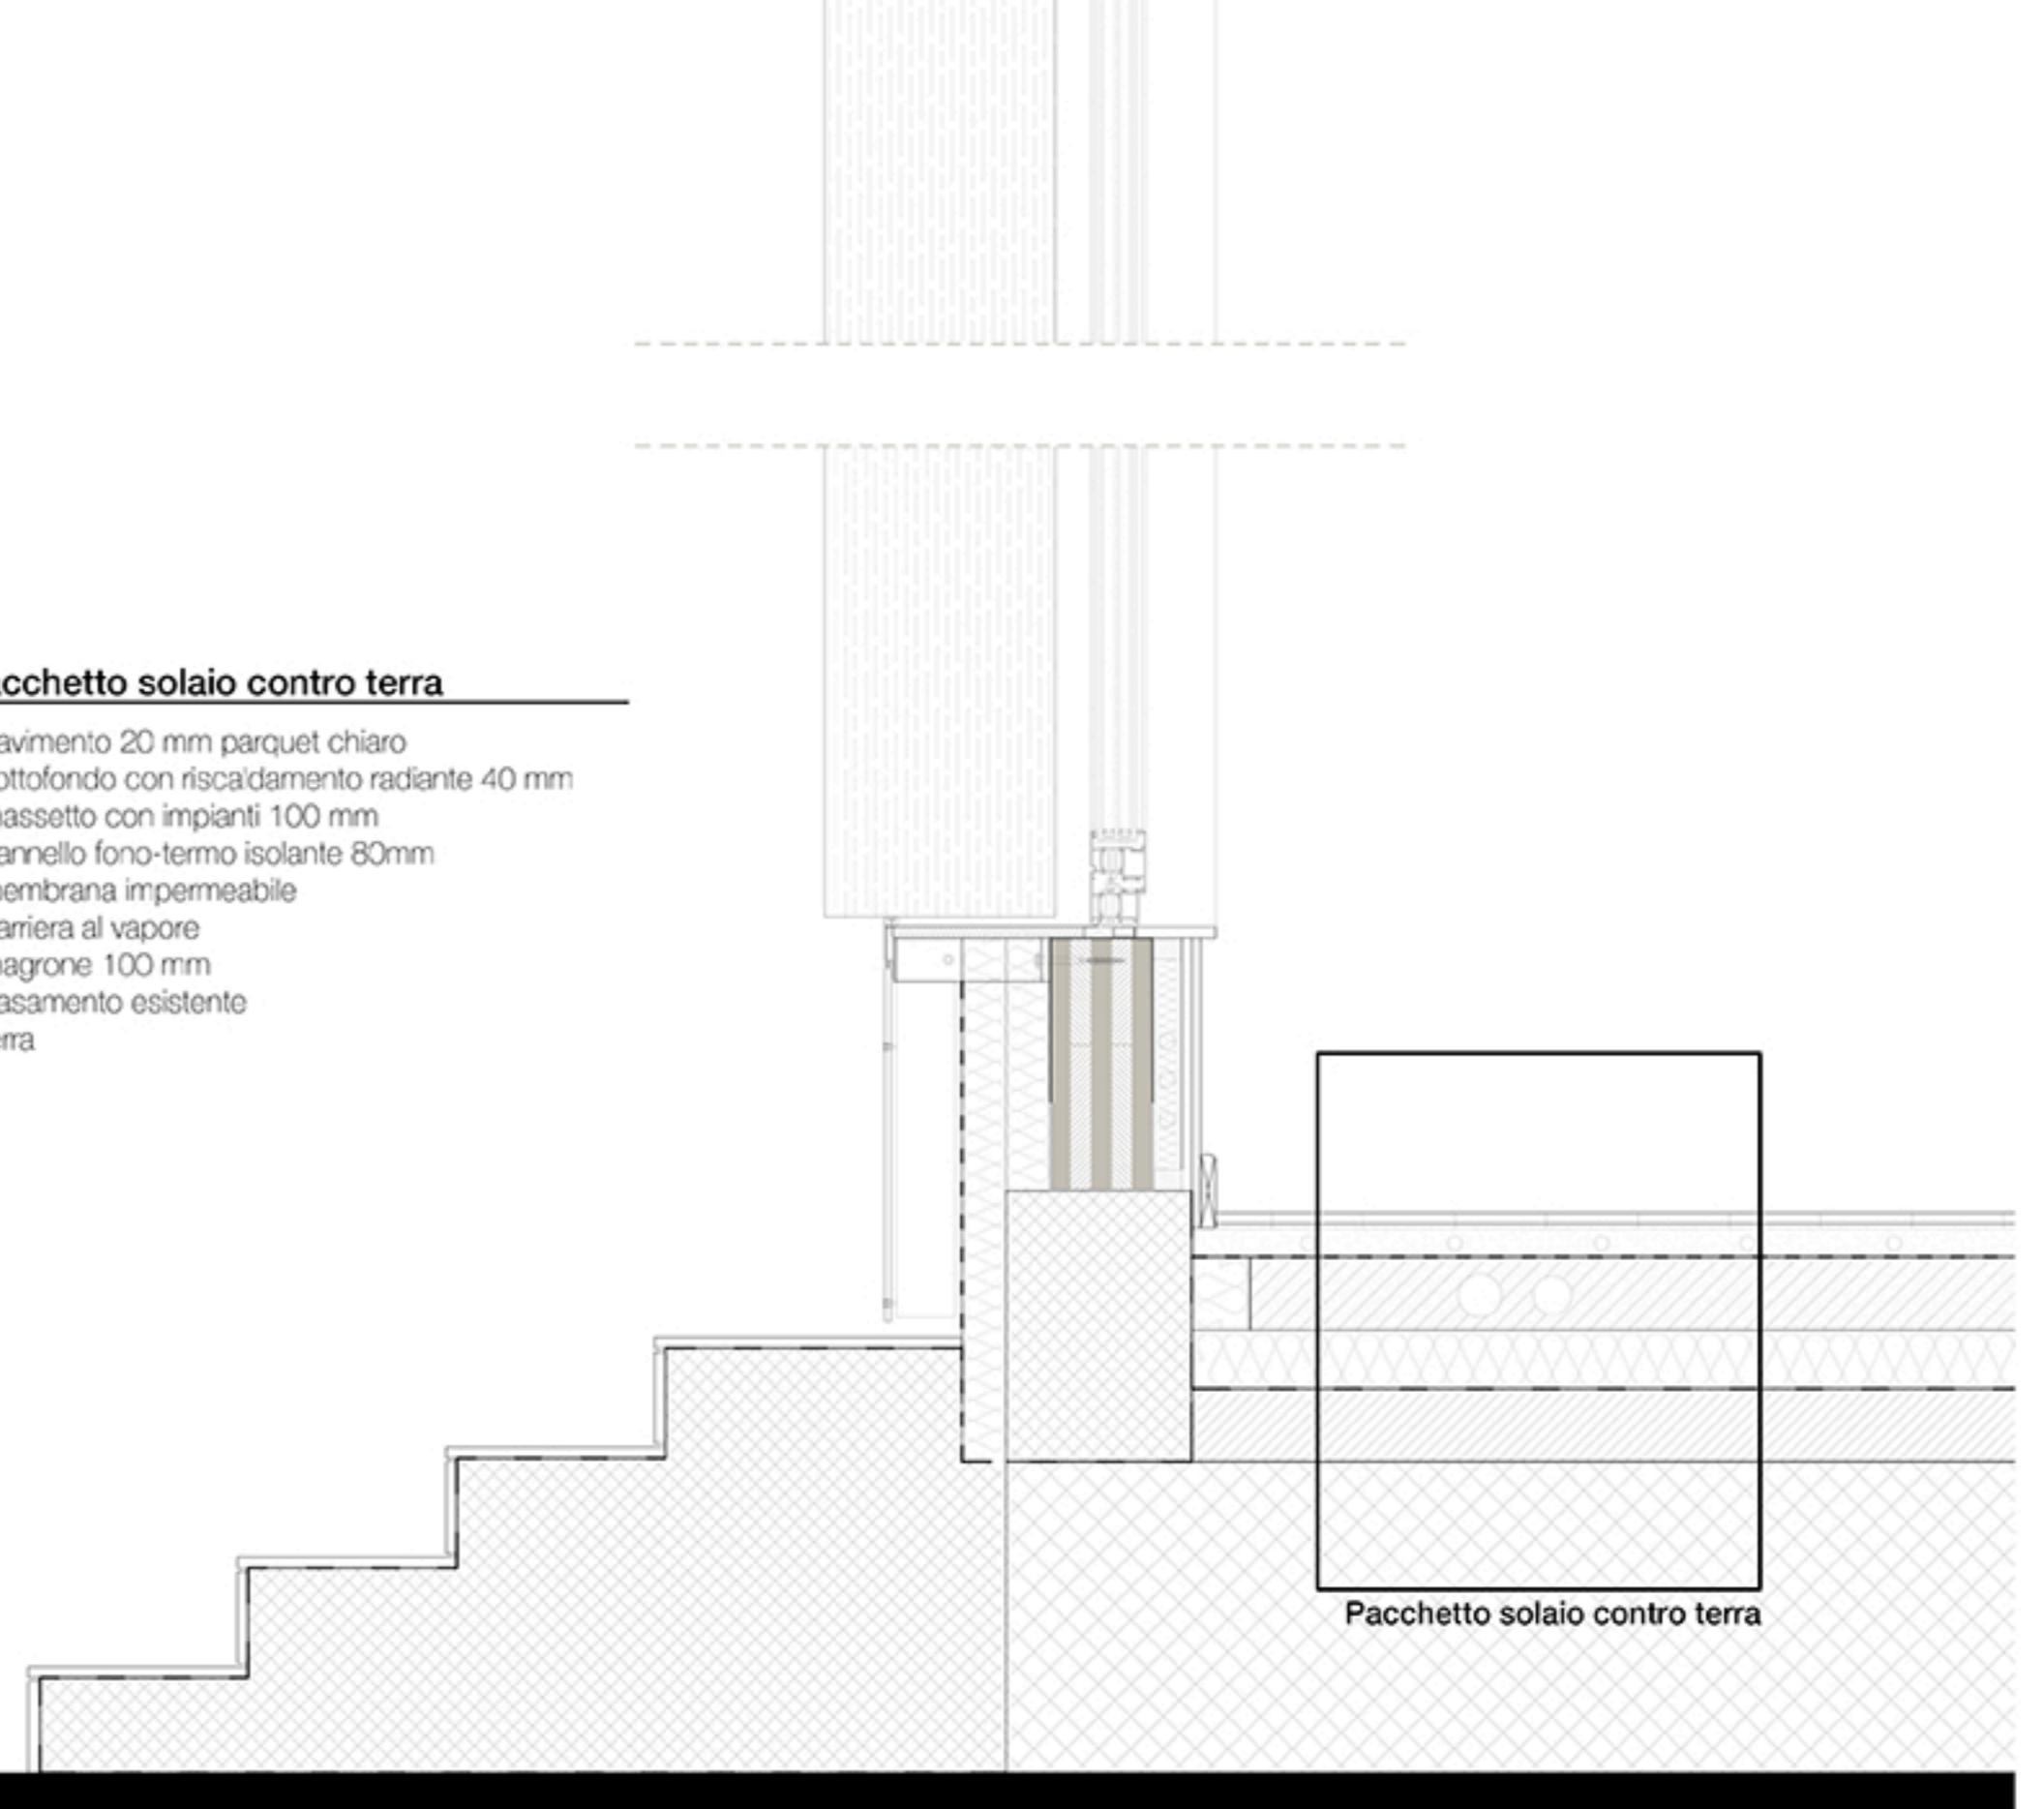 acchetto solaio contro terra
avimento 20 mm parquet chiaro
ottofondo con riscaldamento radiante 40 mm
assetto con impianti 100 mm
annello fono-termo isolante 80mm
embrana impermeabile
arriera al vapore
agrone 100 mm
asamento esistente
rra
Pacchetto solaio contro terra